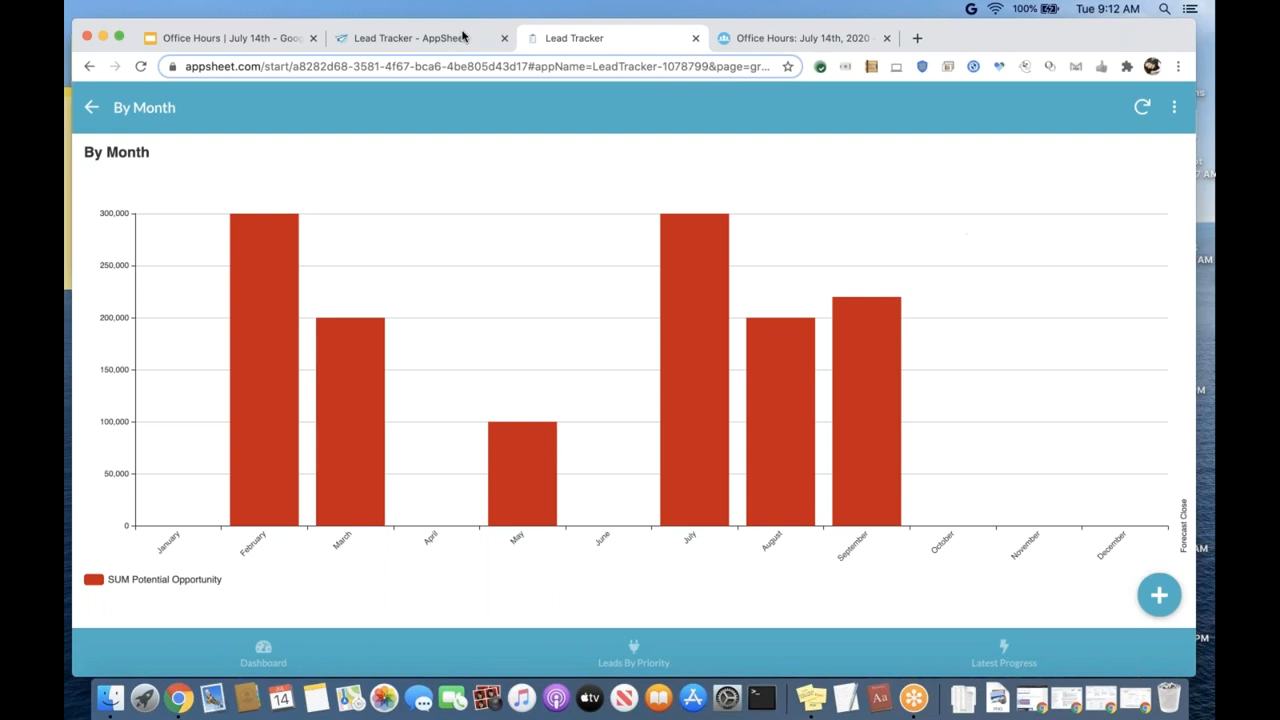 100%
Tue 9:12 AM
Office Hours | July 14th - Goog
Lead Tracker - AppSheet
Lead Tracker
Office Hours: July 14th, 2020 -
appsheet.com/start/a8282d68-3581-4f67-bca6-4be805d43d17#appName=LeadTracker-1078799&page=gr...
By Month
By Month
300,000
250,000
200,000
150,000
100,000
50,000
0
January
February
March
April
May
June
July
August
September
October
November
December
Forecast Close
SUM Potential Opportunity
Dashboard
Leads By Priority
Latest Progress
14
Au